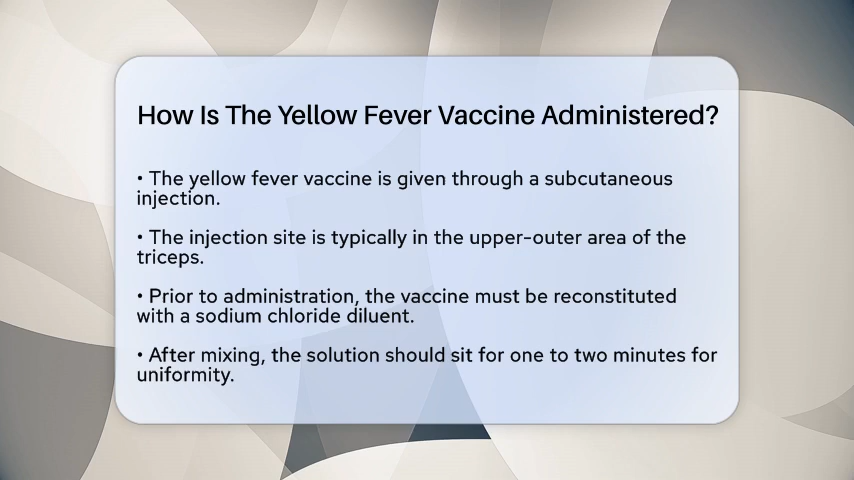 How Is The Yellow Fever Vaccine Administered?
• The yellow fever vaccine is given through a subcutaneous
injection.
• The injection site is typically in the upper-outer area of the
triceps.
• Prior to administration, the vaccine must be reconstituted
with a sodium chloride diluent.
• After mixing, the solution should sit for one to two minutes for
uniformity.